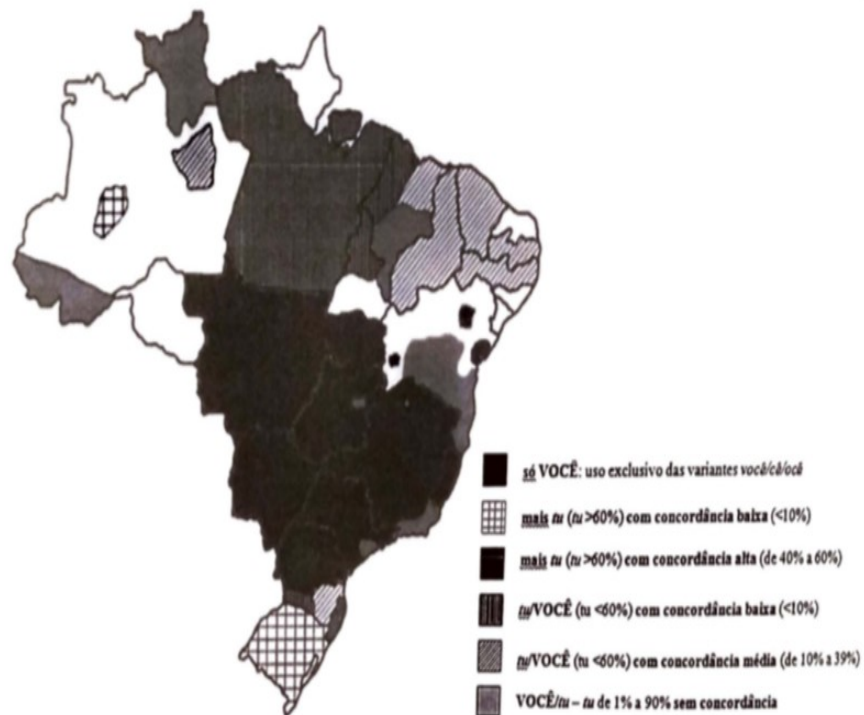 só VOCÊ: uso exclusivo das variantes você/cê/ocê
mais tu (tu >60%) com concordância baixa (<10%)
mais tu (tu >60%) com concordância alta (de 40% a 60%)
tu/VOCÊ (tu <60%) com concordância baixa (<10%)
tu/VOCÊ (tu <60%) com concordância média (de 10% a 39%)
VOCÊ/tu – tu de 1% a 90% sem concordância